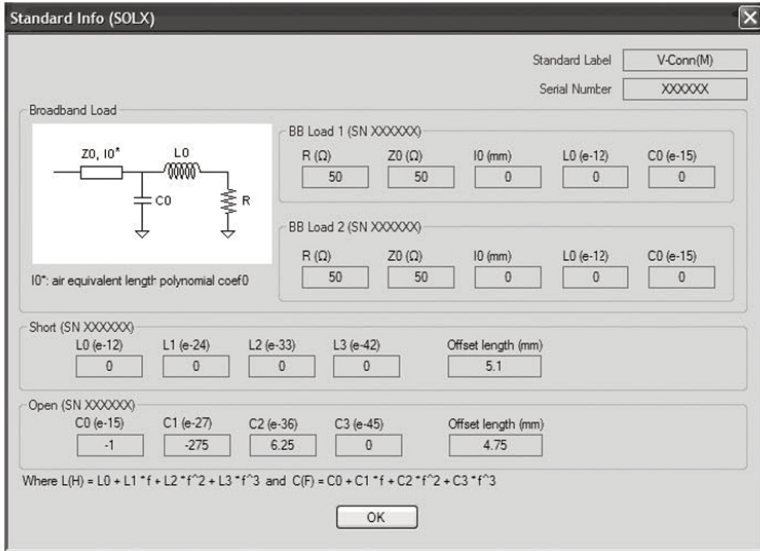 Standard Info (SOLX)
Standard Label V-Conn(M)
Serial Number XXXXXX
Broadband Load
Z0, l0*
L0
C0
R
l0*: air equivalent length polynomial coef0
BB Load 1 (SN XXXXXX)
R (Ω) Z0 (Ω) l0 (mm) L0 (e-12) C0 (e-15)
50 50 0 0 0
BB Load 2 (SN XXXXXX)
R (Ω) Z0 (Ω) l0 (mm) L0 (e-12) C0 (e-15)
50 50 0 0 0
Short (SN XXXXXX)
L0 (e-12) L1 (e-24) L2 (e-33) L3 (e-42) Offset length (mm)
0 0 0 0 5.1
Open (SN XXXXXX)
C0 (e-15) C1 (e-27) C2 (e-36) C3 (e-45) Offset length (mm)
-1 -275 6.25 0 4.75
Where L(H) = L0 + L1 *f + L2 *f^2 + L3 *f^3 and C(F) = C0 + C1 *f + C2 *f^2 + C3 *f^3
OK